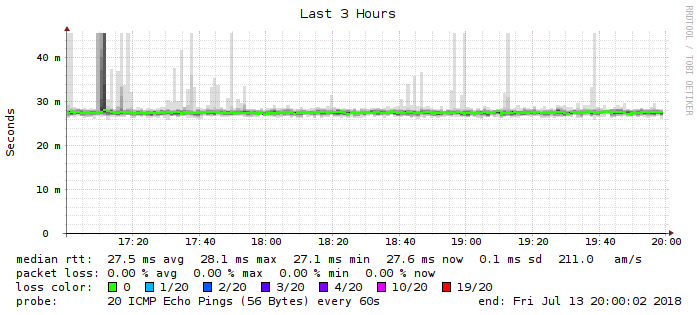 Last 3 Hours
RRDTOOL / TOBI OETIKER
Seconds
40 m
30 m
20 m
10 m
0
17:20 17:40 18:00 18:20 18:40 19:00 19:20 19:40 20:00
median rtt: 27.5 ms avg 28.1 ms max 27.1 ms min 27.6 ms now 0.1 ms sd 211.0 am/s
packet loss: 0.00 % avg 0.00 % max 0.00 % min 0.00 % now
loss color: 0 1/20 2/20 3/20 4/20 10/20 19/20
probe: 20 ICMP Echo Pings (56 Bytes) every 60s end: Fri Jul 13 20:00:02 2018